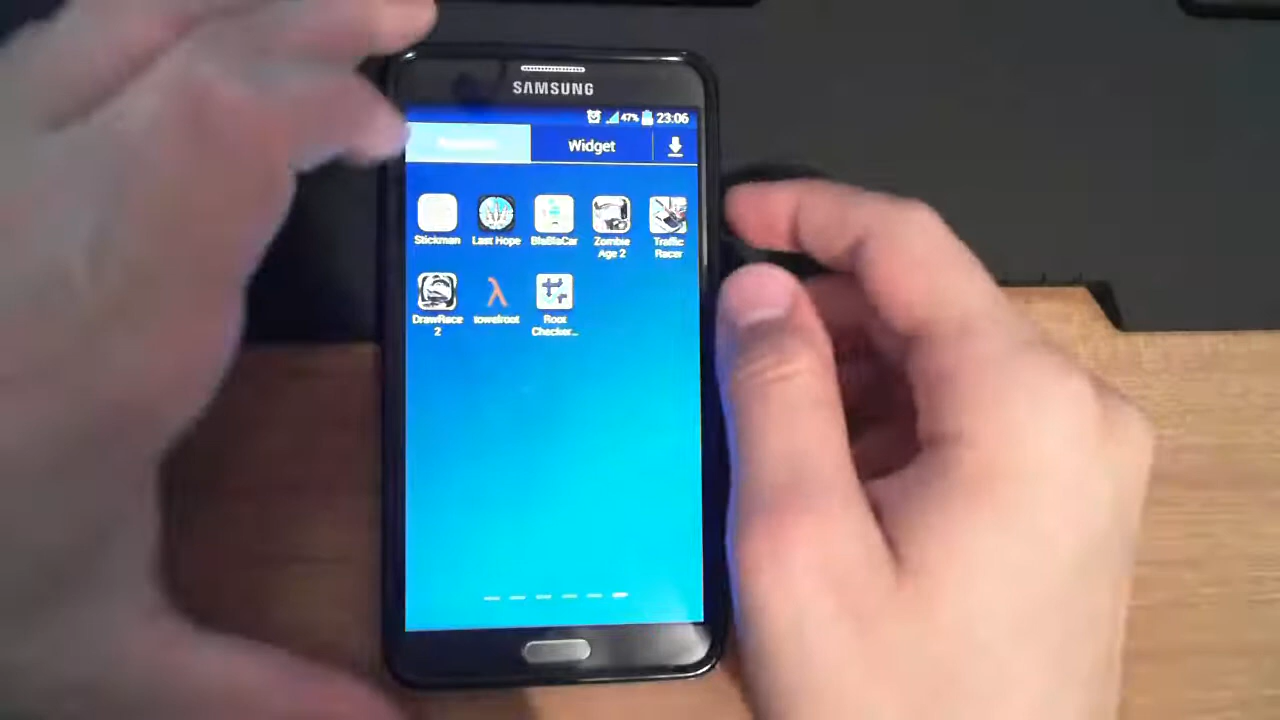 SAMSUNG
47% 23:06
Widget
Stickman Last Hope BlaBlaCar Zombie Age 2 Traffic Racer
DrawRace 2 towelroot Root Checker...